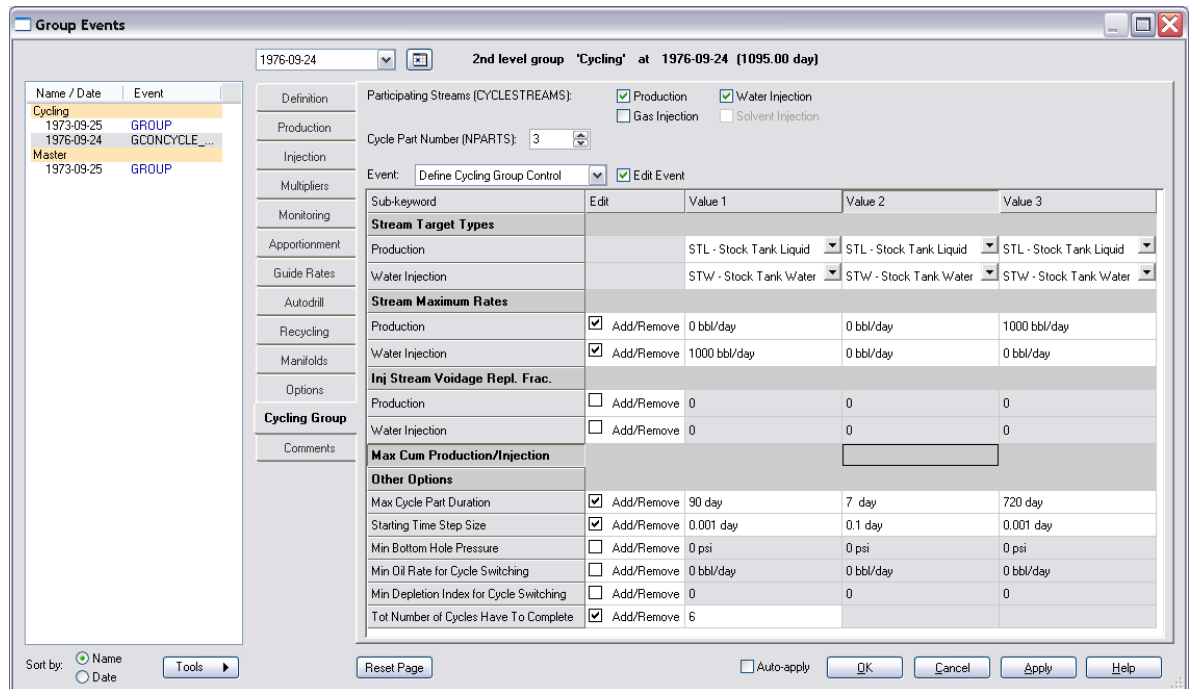 Group Events
1976-09-24
2nd level group 'Cycling' at 1976-09-24 (1095.00 day)
Name / Date Event
Cycling
1973-09-25 GROUP
1976-09-24 GCONCYCLE_...
Master
1973-09-25 GROUP
Definition
Production
Injection
Multipliers
Monitoring
Apportionment
Guide Rates
Autodrill
Recycling
Manifolds
Options
Cycling Group
Comments
Participating Streams (CYCLESTREAMS): Production Water Injection
Gas Injection Solvent Injection
Cycle Part Number (NPARTS): 3
Event: Define Cycling Group Control Edit Event
Sub-keyword Edit Value 1 Value 2 Value 3
Stream Target Types
Production STL - Stock Tank Liquid STL - Stock Tank Liquid STL - Stock Tank Liquid
Water Injection STW - Stock Tank Water STW - Stock Tank Water STW - Stock Tank Water
Stream Maximum Rates
Production Add/Remove 0 bbl/day 0 bbl/day 1000 bbl/day
Water Injection Add/Remove 1000 bbl/day 0 bbl/day 0 bbl/day
Inj Stream Voidage Repl. Frac.
Production Add/Remove 0 0 0
Water Injection Add/Remove 0 0 0
Max Cum Production/Injection
Other Options
Max Cycle Part Duration Add/Remove 90 day 7 day 720 day
Starting Time Step Size Add/Remove 0.001 day 0.1 day 0.001 day
Min Bottom Hole Pressure Add/Remove 0 psi 0 psi 0 psi
Min Oil Rate for Cycle Switching Add/Remove 0 bbl/day 0 bbl/day 0 bbl/day
Min Depletion Index for Cycle Switching Add/Remove 0 0 0
Tot Number of Cycles Have To Complete Add/Remove 6
Sort by: Name
Date
Tools
Reset Page
Auto-apply
OK
Cancel
Apply
Help